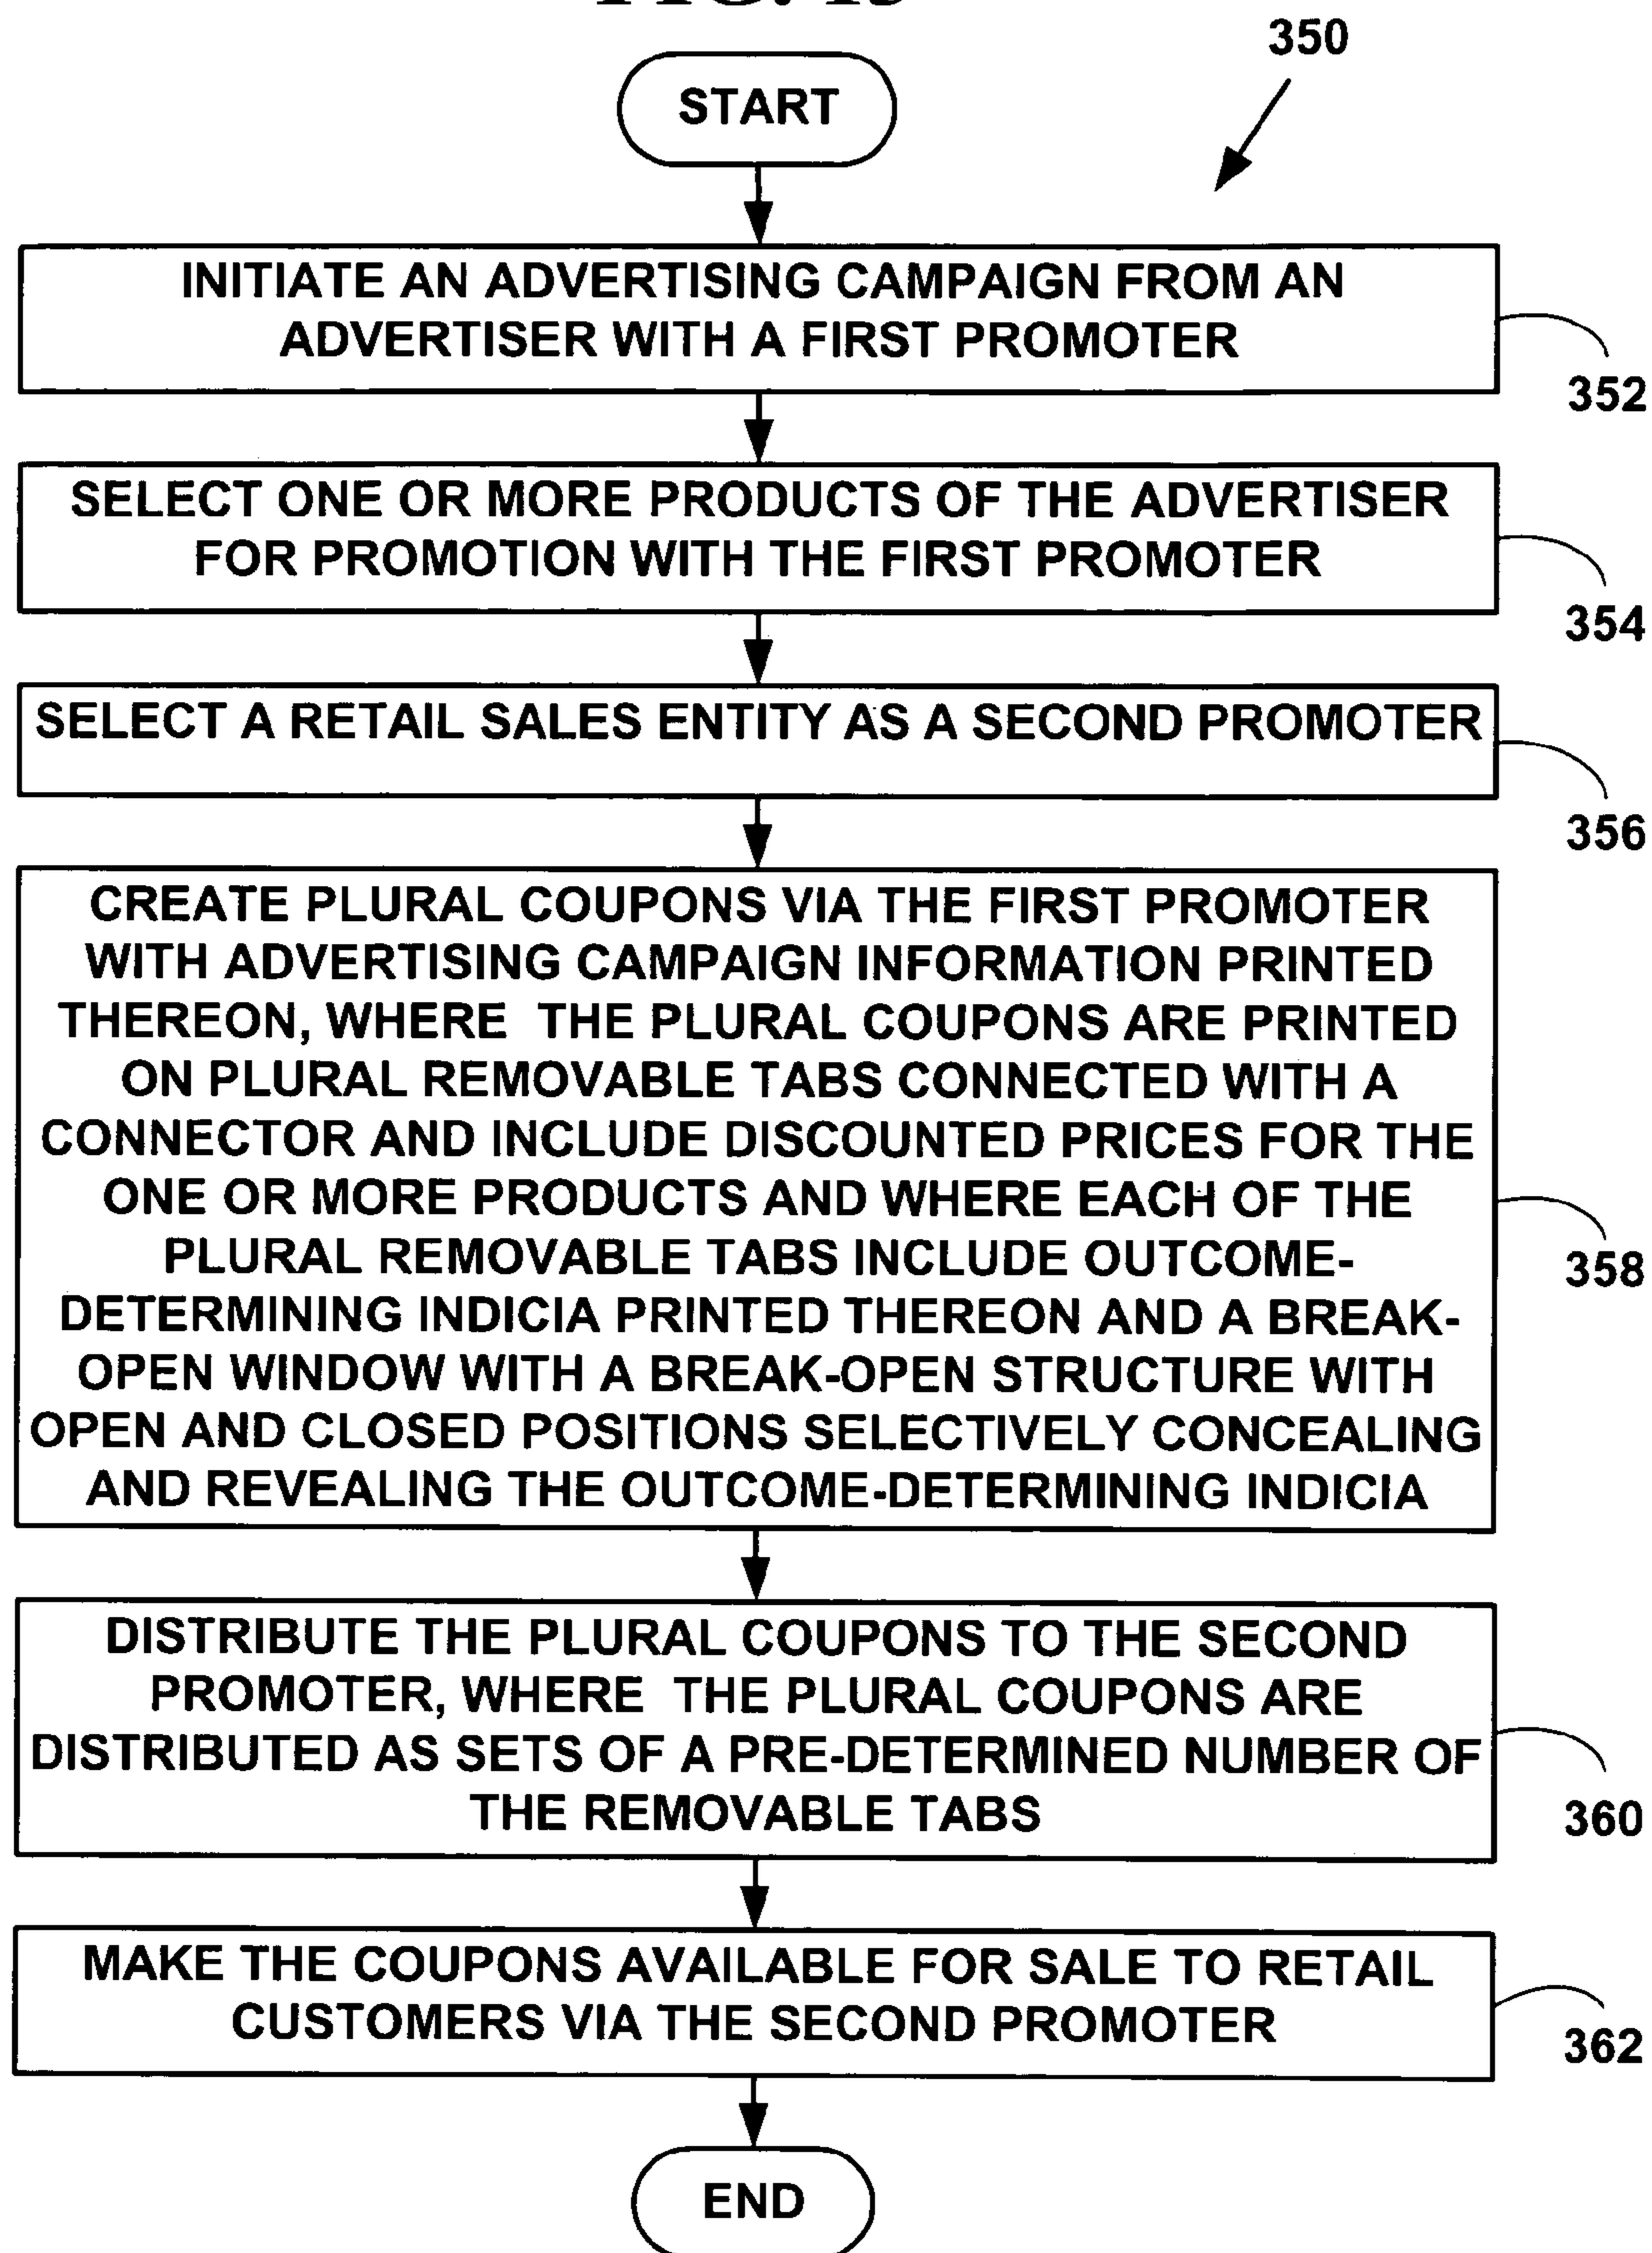 350
START
INITIATE AN ADVERTISING CAMPAIGN FROM AN
ADVERTISER WITH A FIRST PROMOTER
352
SELECT ONE OR MORE PRODUCTS OF THE ADVERTISER
FOR PROMOTION WITH THE FIRST PROMOTER
354
SELECT A RETAIL SALES ENTITY AS A SECOND PROMOTER
356
CREATE PLURAL COUPONS VIA THE FIRST PROMOTER
WITH ADVERTISING CAMPAIGN INFORMATION PRINTED
THEREON, WHERE THE PLURAL COUPONS ARE PRINTED
ON PLURAL REMOVABLE TABS CONNECTED WITH A
CONNECTOR AND INCLUDE DISCOUNTED PRICES FOR THE
ONE OR MORE PRODUCTS AND WHERE EACH OF THE
PLURAL REMOVABLE TABS INCLUDE OUTCOME-
DETERMINING INDICIA PRINTED THEREON AND A BREAK-
OPEN WINDOW WITH A BREAK-OPEN STRUCTURE WITH
OPEN AND CLOSED POSITIONS SELECTIVELY CONCEALING
AND REVEALING THE OUTCOME-DETERMINING INDICIA
358
DISTRIBUTE THE PLURAL COUPONS TO THE SECOND
PROMOTER, WHERE THE PLURAL COUPONS ARE
DISTRIBUTED AS SETS OF A PRE-DETERMINED NUMBER OF
THE REMOVABLE TABS
360
MAKE THE COUPONS AVAILABLE FOR SALE TO RETAIL
CUSTOMERS VIA THE SECOND PROMOTER
362
END